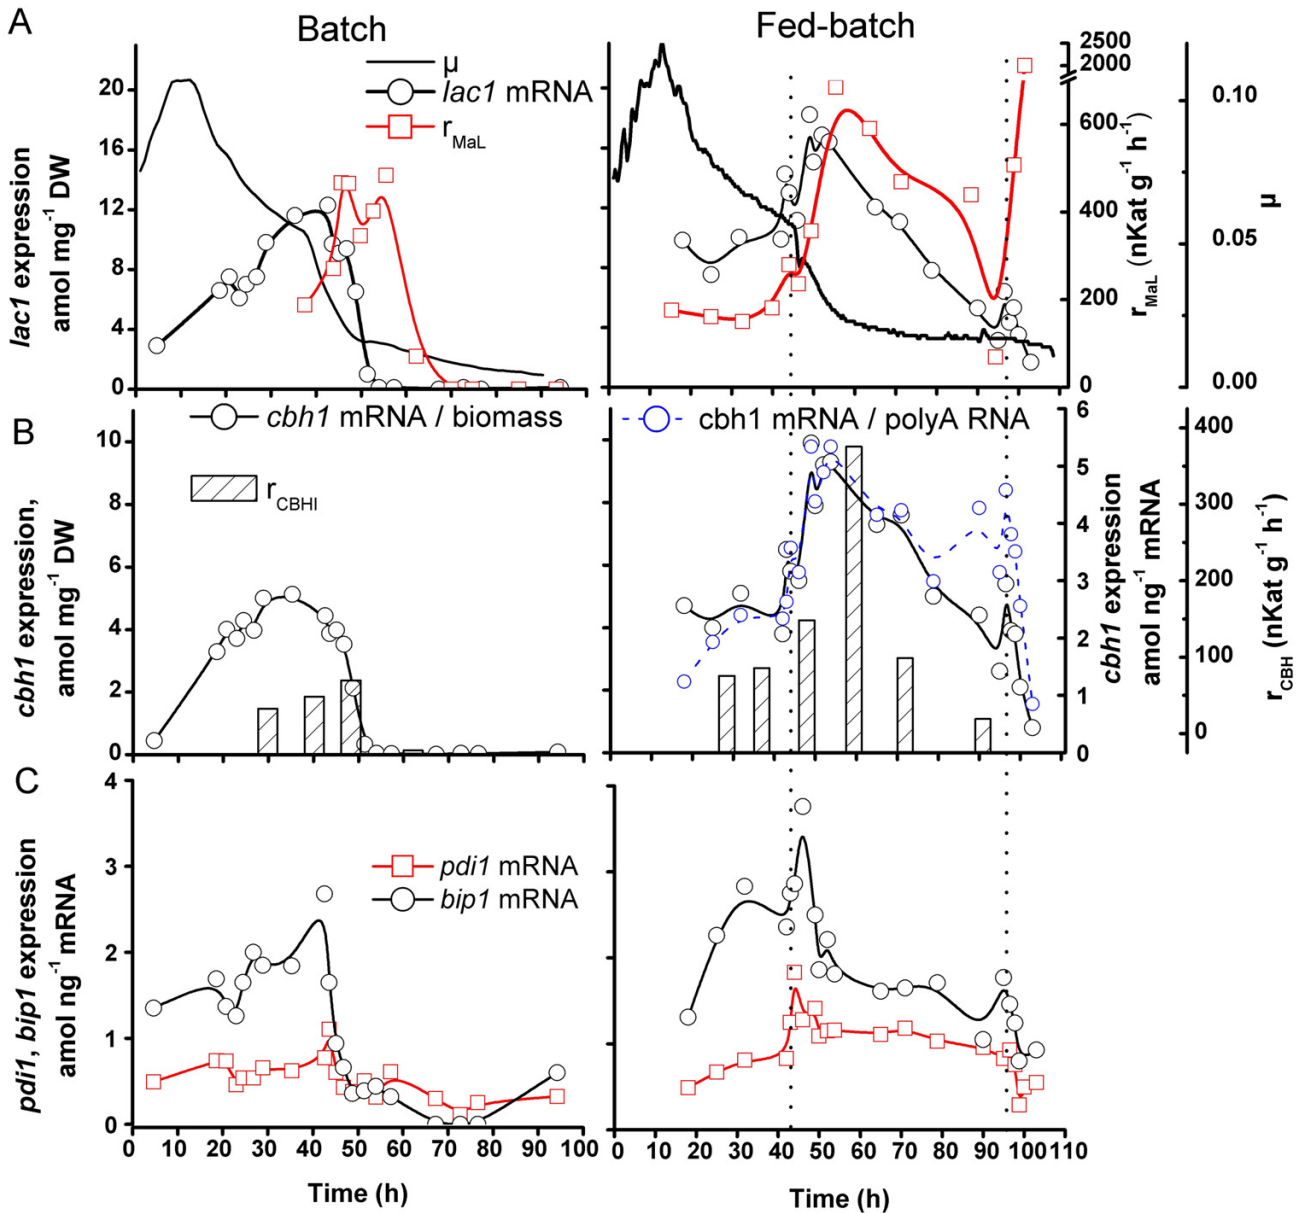 A
Batch
Fed-batch
μ
lac1 mRNA
r_MaL
20
16
12
8
4
0
lac1 expression
amol mg⁻¹ DW
2500
2000
600
400
200
0
r_MaL (nKat g⁻¹ h⁻¹)
0.10
0.05
0.00
μ
B
cbh1 mRNA / biomass
r_CBHI
cbh1 mRNA / polyA RNA
10
8
6
4
2
0
cbh1 expression,
amol mg⁻¹ DW
6
5
4
3
2
1
0
cbh1 expression
amol ng⁻¹ mRNA
400
300
200
100
0
r_CBH (nKat g⁻¹ h⁻¹)
C
pdi1 mRNA
bip1 mRNA
4
3
2
1
0
pdi1, bip1 expression
amol ng⁻¹ mRNA
0 10 20 30 40 50 60 70 80 90 100
Time (h)
0 10 20 30 40 50 60 70 80 90 100 110
Time (h)